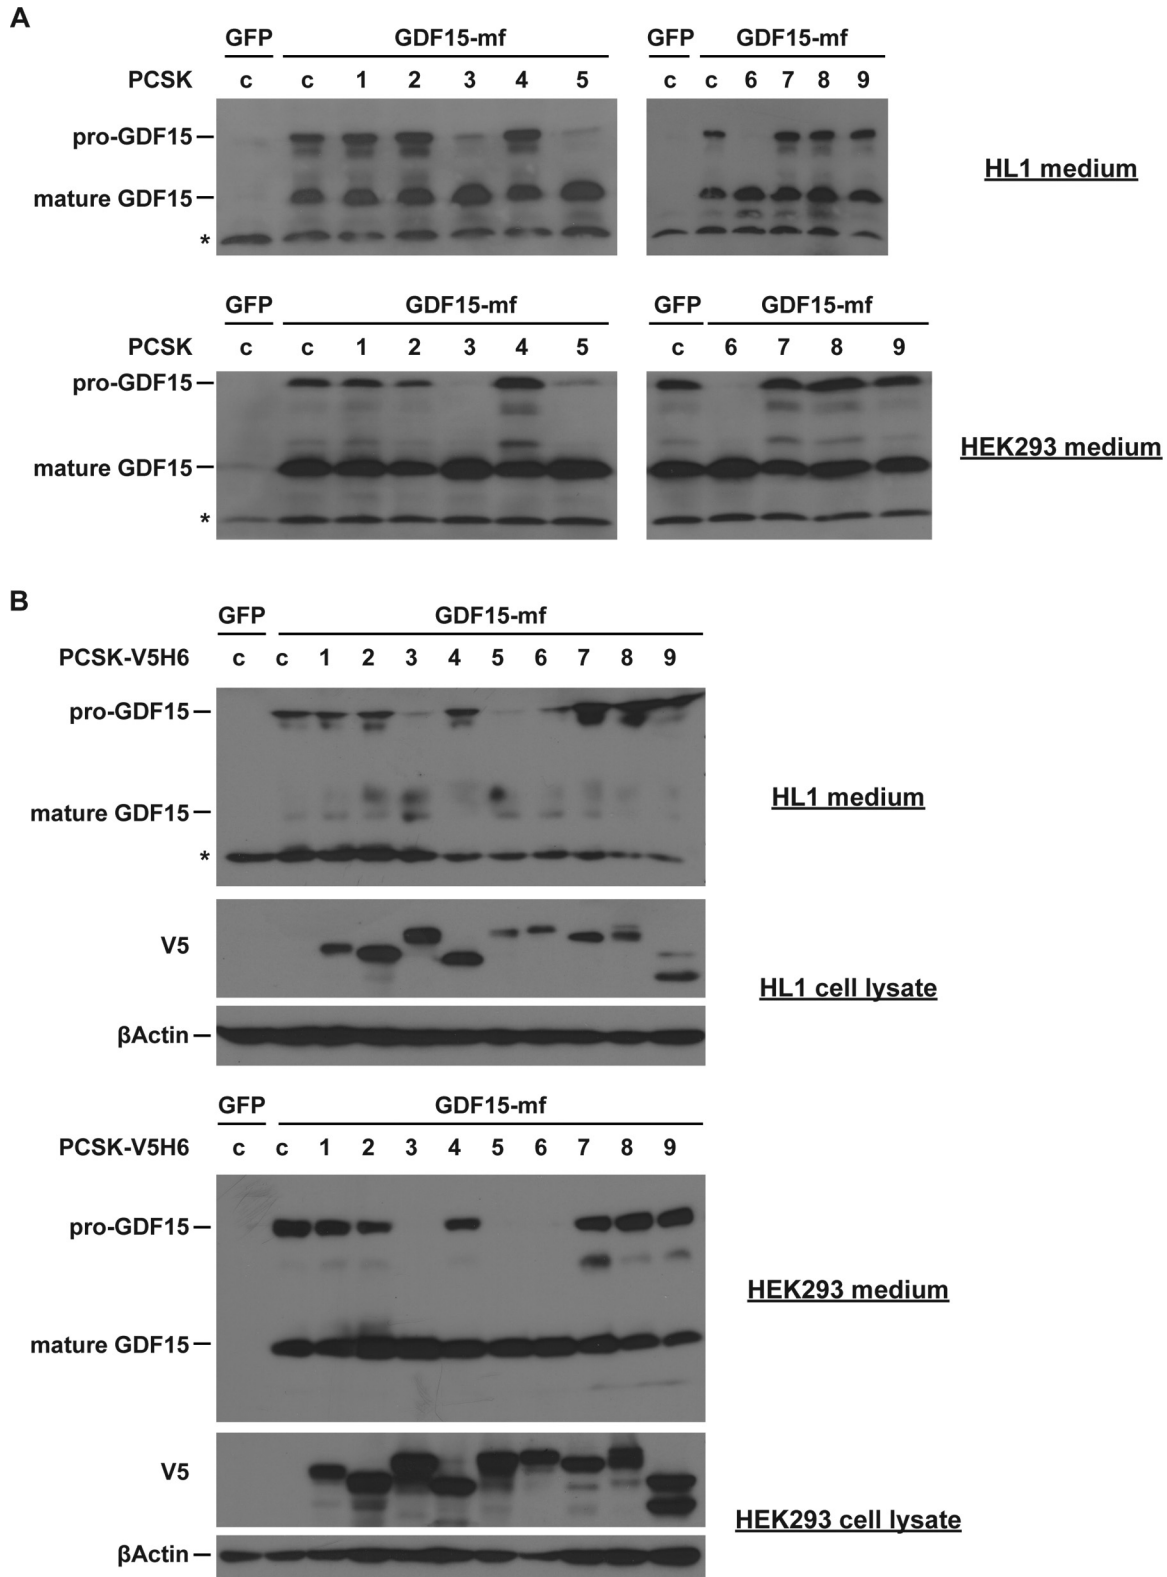 A
GFP GDF15-mf GFP GDF15-mf
PCSK c c 1 2 3 4 5 c c 6 7 8 9
pro-GDF15
mature GDF15
*
HL1 medium
GFP GDF15-mf GFP GDF15-mf
PCSK c c 1 2 3 4 5 c 6 7 8 9
pro-GDF15
mature GDF15
*
HEK293 medium
B
GFP GDF15-mf
PCSK-V5H6 c c 1 2 3 4 5 6 7 8 9
pro-GDF15
mature GDF15
*
HL1 medium
V5
HL1 cell lysate
βActin
GFP GDF15-mf
PCSK-V5H6 c c 1 2 3 4 5 6 7 8 9
pro-GDF15
mature GDF15
HEK293 medium
V5
HEK293 cell lysate
βActin